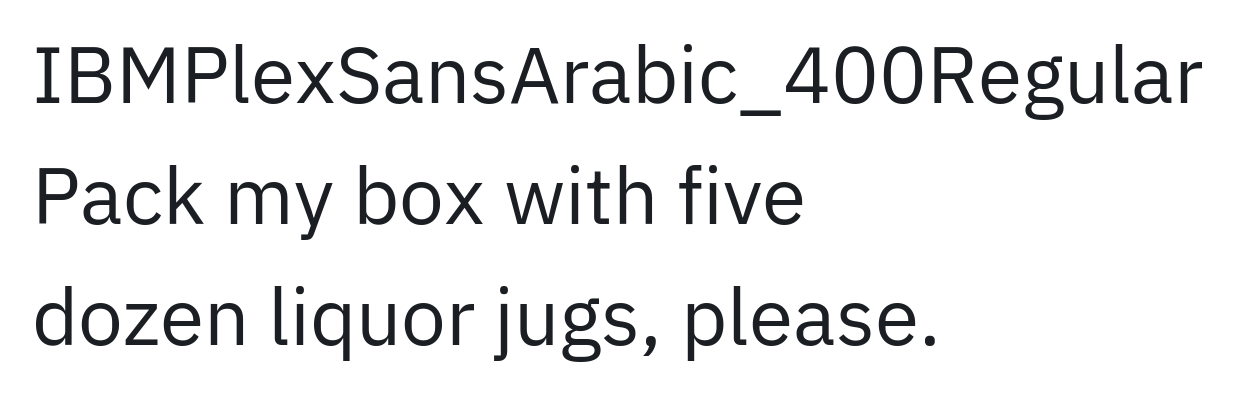 IBMPlexSansArabic_400Regular
Pack my box with five
dozen liquor jugs, please.